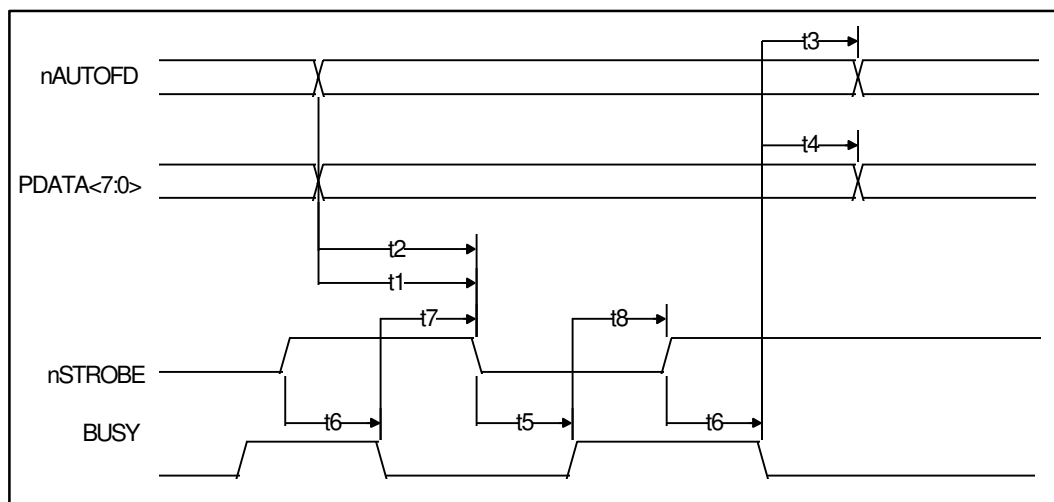 t3
nAUTOFD
t4
PDATA<7:0>
t2
t1
t7
t8
nSTROBE
t6
t5
t6
BUSY